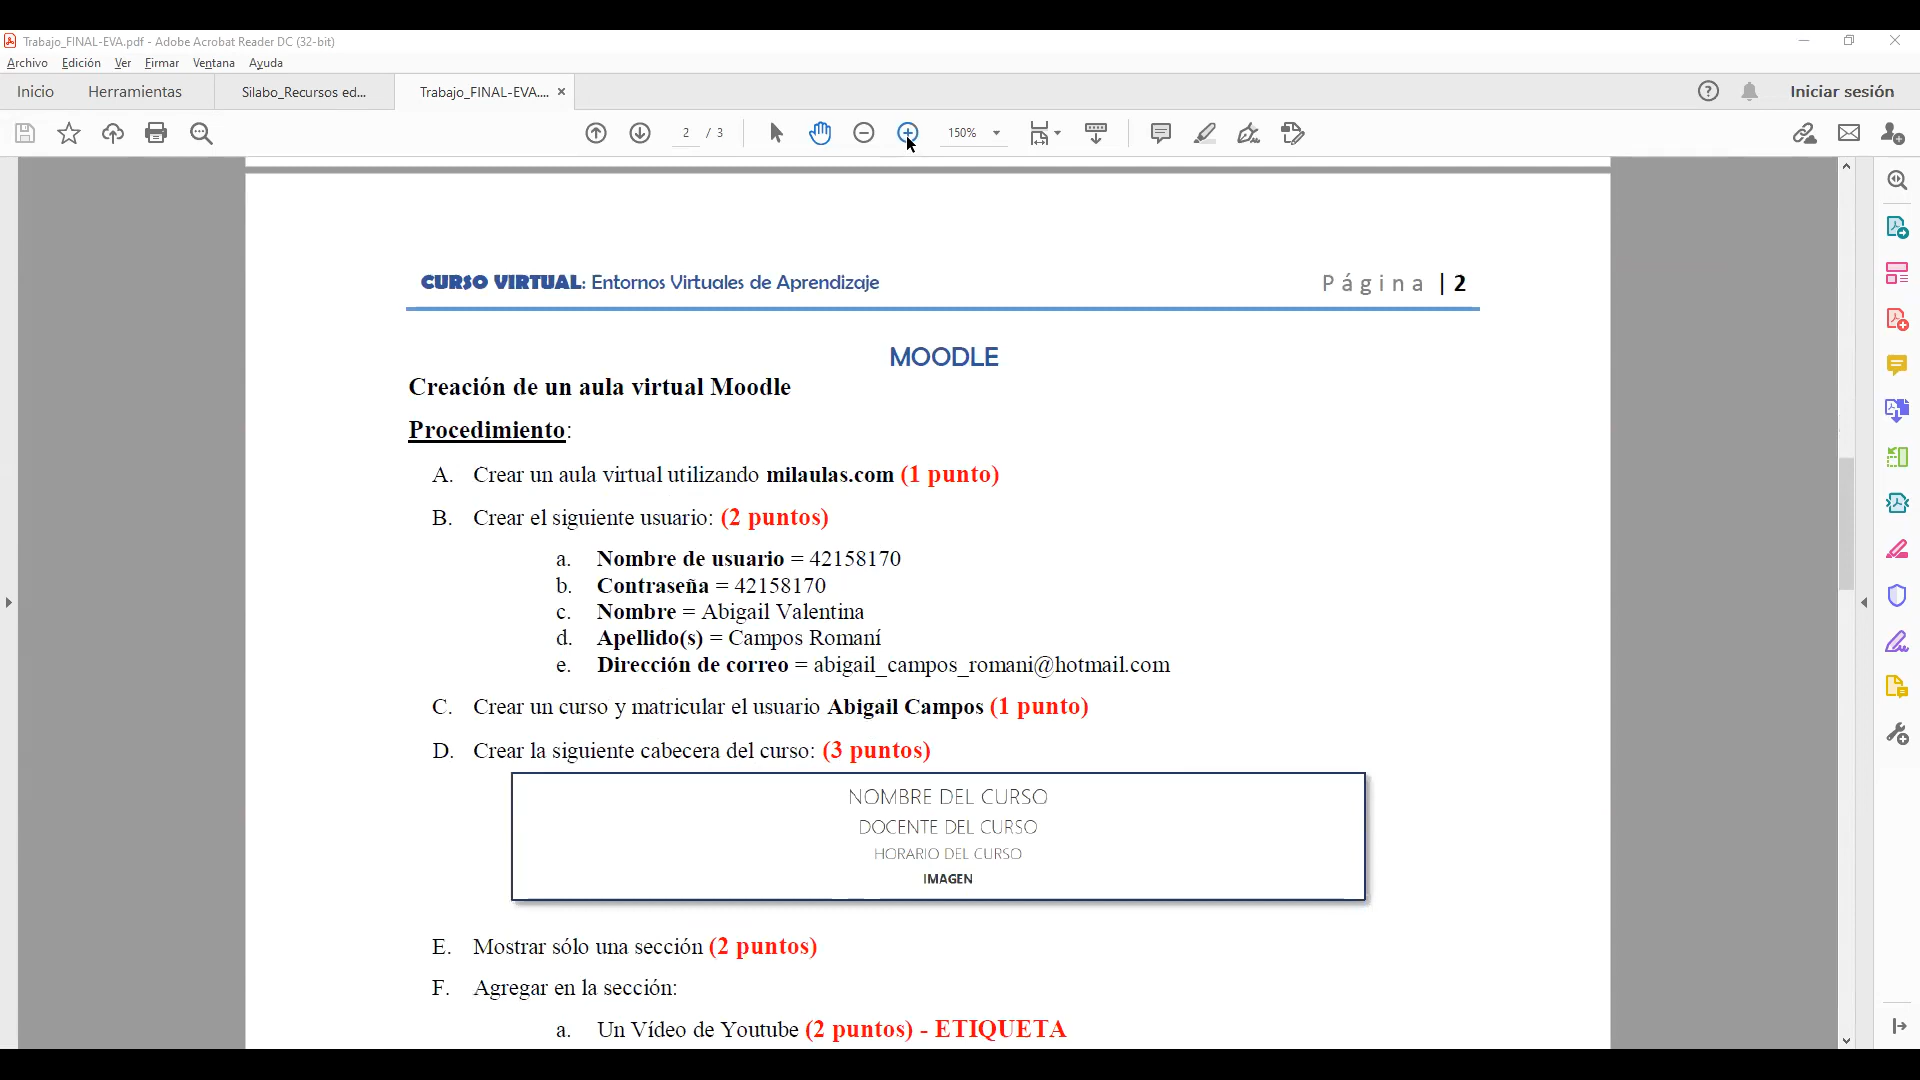 Trabajo_FINAL-EVA.pdf - Adobe Acrobat Reader DC (32-bit)
Archivo Edición Ver Firmar Ventana Ayuda
Inicio Herramientas Silabo_Recursos ed... Trabajo_FINAL-EVA.... Iniciar sesión
2 / 3 150%
CURSO VIRTUAL: Entornos Virtuales de Aprendizaje Página | 2
MOODLE
Creación de un aula virtual Moodle
Procedimiento:
A. Crear un aula virtual utilizando milaulas.com (1 punto)
B. Crear el siguiente usuario: (2 puntos)
a. Nombre de usuario = 42158170
b. Contraseña = 42158170
c. Nombre = Abigail Valentina
d. Apellido(s) = Campos Romaní
e. Dirección de correo = abigail_campos_romani@hotmail.com
C. Crear un curso y matricular el usuario Abigail Campos (1 punto)
D. Crear la siguiente cabecera del curso: (3 puntos)
NOMBRE DEL CURSO
DOCENTE DEL CURSO
HORARIO DEL CURSO
IMAGEN
E. Mostrar sólo una sección (2 puntos)
F. Agregar en la sección:
a. Un Vídeo de Youtube (2 puntos) - ETIQUETA